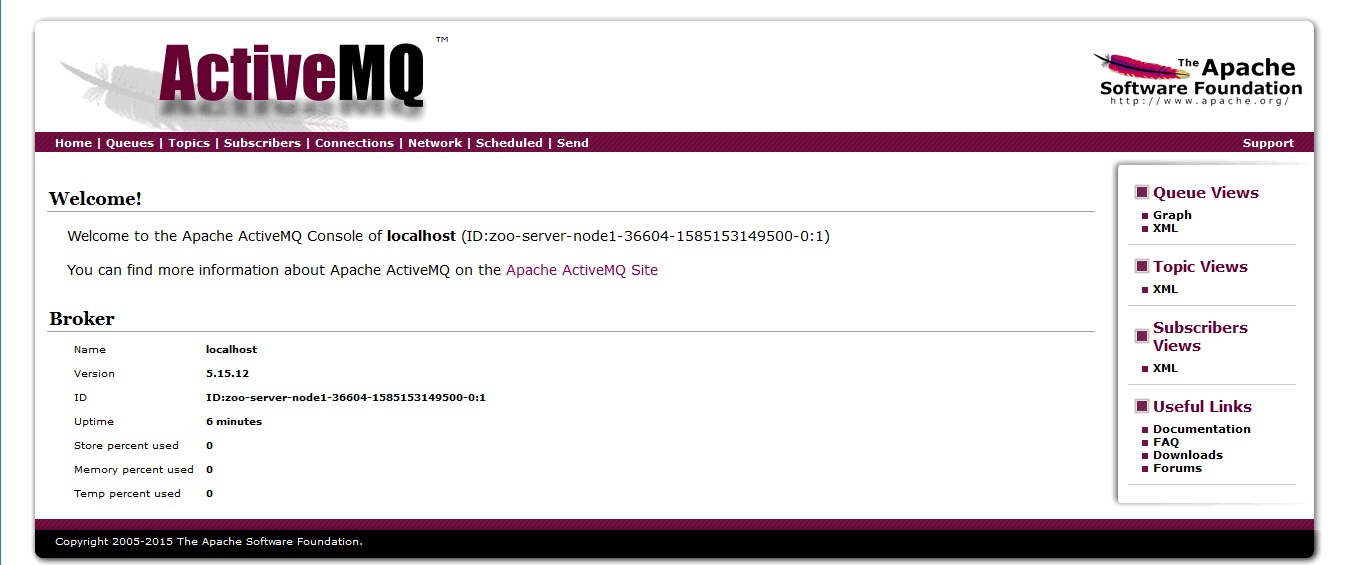 ActiveMQ ™
The Apache
Software Foundation
http://www.apache.org/
Home | Queues | Topics | Subscribers | Connections | Network | Scheduled | Send
Support
Welcome!
Welcome to the Apache ActiveMQ Console of localhost (ID:zoo-server-node1-36604-1585153149500-0:1)
You can find more information about Apache ActiveMQ on the Apache ActiveMQ Site
Broker
Name localhost
Version 5.15.12
ID ID:zoo-server-node1-36604-1585153149500-0:1
Uptime 6 minutes
Store percent used 0
Memory percent used 0
Temp percent used 0
Queue Views
Graph
XML
Topic Views
XML
Subscribers
Views
XML
Useful Links
Documentation
FAQ
Downloads
Forums
Copyright 2005-2015 The Apache Software Foundation.